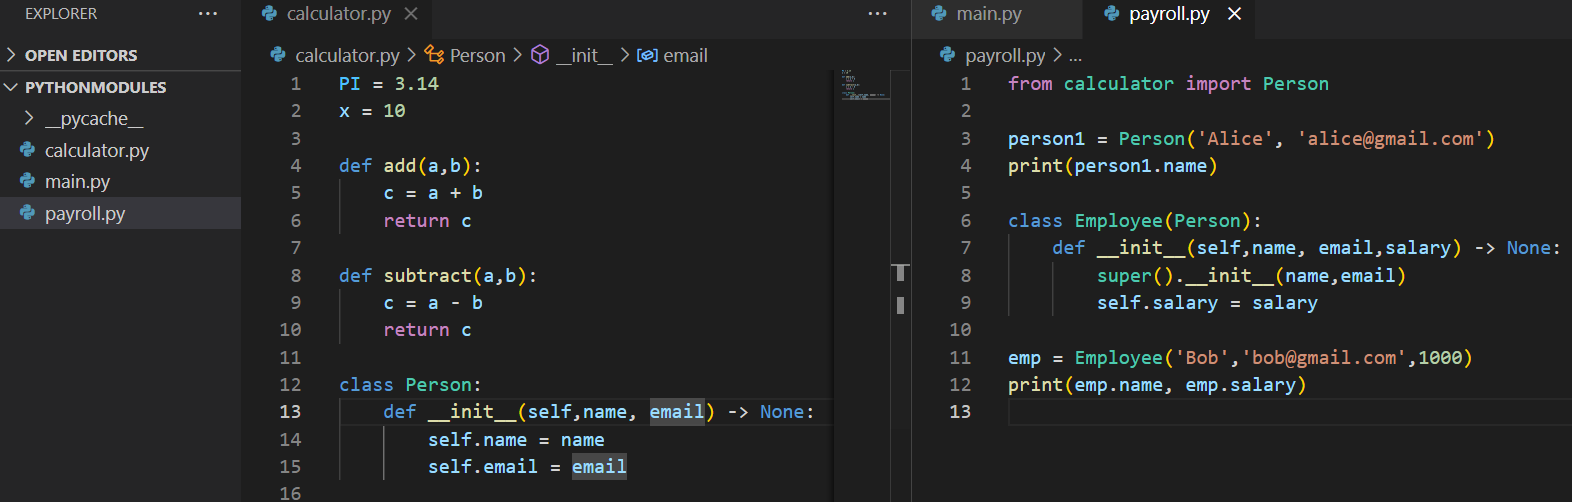 EXPLORER ···
OPEN EDITORS
PYTHONMODULES
__pycache__
calculator.py
main.py
payroll.py
calculator.py
···
calculator.py > Person > __init__ > email
1 PI = 3.14
2 x = 10
3
4 def add(a,b):
5     c = a + b
6     return c
7
8 def subtract(a,b):
9     c = a - b
10     return c
11
12 class Person:
13     def __init__(self,name, email) -> None:
14         self.name = name
15         self.email = email
16
main.py payroll.py
payroll.py > ...
1 from calculator import Person
2
3 person1 = Person('Alice', 'alice@gmail.com')
4 print(person1.name)
5
6 class Employee(Person):
7     def __init__(self,name, email,salary) -> None:
8         super().__init__(name,email)
9         self.salary = salary
10
11 emp = Employee('Bob','bob@gmail.com',1000)
12 print(emp.name, emp.salary)
13